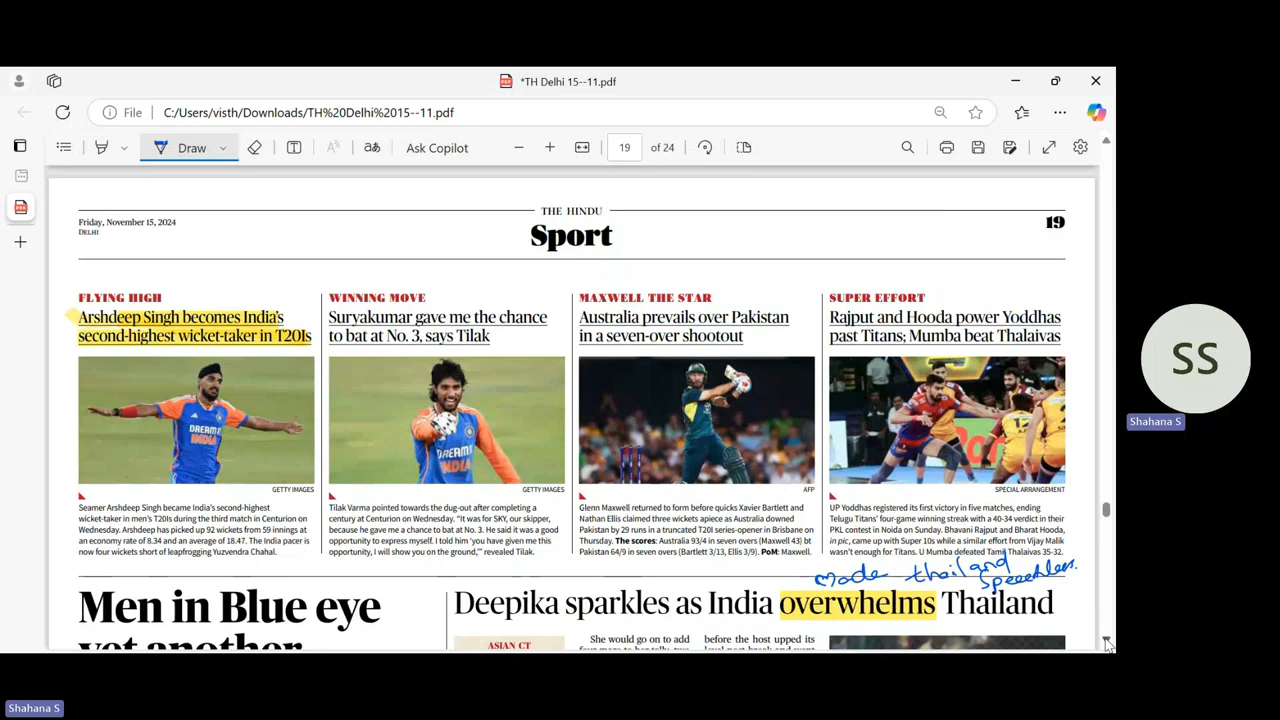 *TH Delhi 15--11.pdf
File C:/Users/visth/Downloads/TH%20Delhi%2015--11.pdf
Draw
Ask Copilot
19 of 24
THE HINDU
Friday, November 15, 2024
DELHI
Sport
19
FLYING HIGH
Arshdeep Singh becomes India's
second-highest wicket-taker in T20Is
GETTY IMAGES
Seamer Arshdeep Singh became India's second-highest
wicket-taker in men's T20Is during the third match in Centurion on
Wednesday. Arshdeep has picked up 92 wickets from 59 innings at
an economy rate of 8.34 and an average of 18.47. The India pacer is
now four wickets short of leapfrogging Yuzvendra Chahal.
WINNING MOVE
Suryakumar gave me the chance
to bat at No. 3, says Tilak
GETTY IMAGES
Tilak Varma pointed towards the dug-out after completing a
century at Centurion on Wednesday. "It was for SKY, our skipper,
because he gave me a chance to bat at No. 3. He said it was a good
opportunity to express myself. I told him 'you have given me this
opportunity, I will show you on the ground,'" revealed Tilak.
MAXWELL THE STAR
Australia prevails over Pakistan
in a seven-over shootout
AFP
Glenn Maxwell returned to form before quicks Xavier Bartlett and
Nathan Ellis claimed three wickets apiece as Australia downed
Pakistan by 29 runs in a truncated T20I series-opener in Brisbane on
Thursday. The scores: Australia 93/4 in seven overs (Maxwell 43) bt
Pakistan 64/9 in seven overs (Bartlett 3/13, Ellis 3/9). PoM: Maxwell.
SUPER EFFORT
Rajput and Hooda power Yoddhas
past Titans; Mumba beat Thalaivas
SPECIAL ARRANGEMENT
UP Yoddhas registered its first victory in five matches, ending
Telugu Titans' four-game winning streak with a 40-34 verdict in their
PKL contest in Noida on Sunday. Bhavani Rajput and Bharat Hooda,
in pic, came up with Super 10s while a similar effort from Vijay Malik
wasn't enough for Titans. U Mumba defeated Tamil Thalaivas 35-32.
made thailand
speechless.
Men in Blue eye
yet another
Deepika sparkles as India overwhelms Thailand
ASIAN CT
She would go on to add
before the host upped its
SS
Shahana S
Shahana S